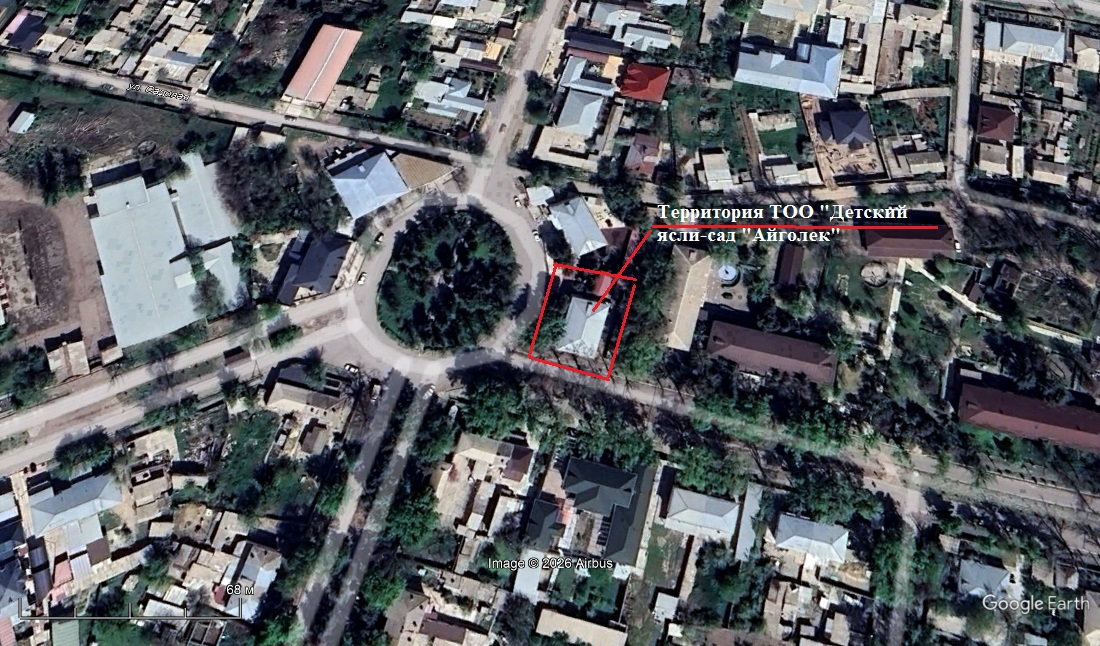 Территория ТОО "Детский
ясли-сад "Айголек"
Image © 2026 Airbus
68 м
Google Earth